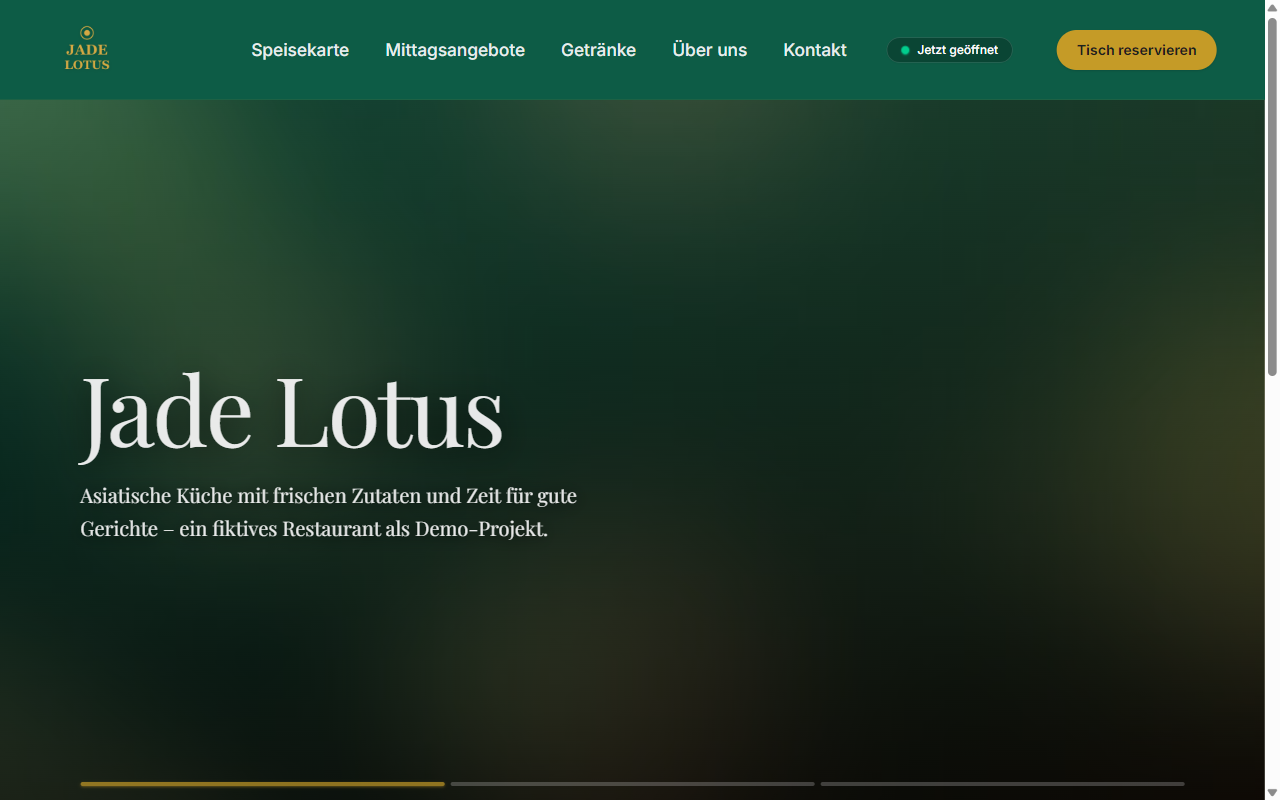 JADE
LOTUS
Speisekarte
Mittagsangebote
Getränke
Über uns
Kontakt
Jetzt geöffnet
Tisch reservieren
Jade Lotus
Asiatische Küche mit frischen Zutaten und Zeit für gute
Gerichte – ein fiktives Restaurant als Demo-Projekt.